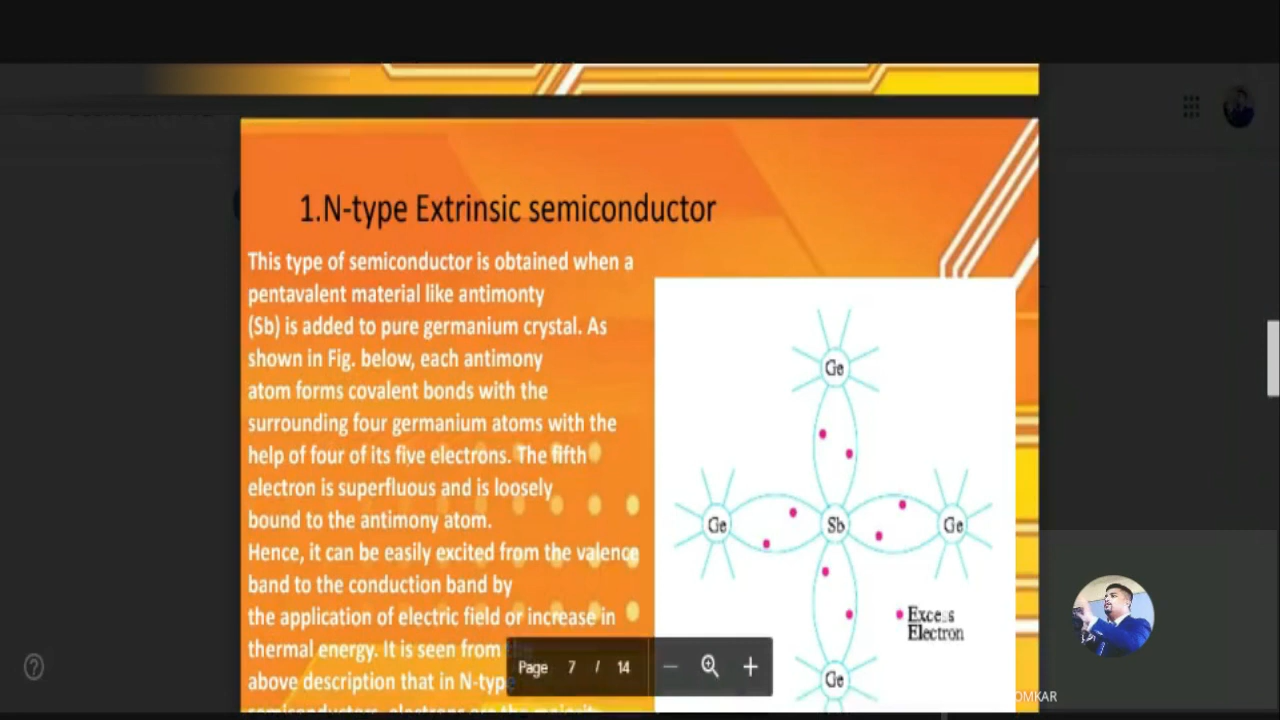 1.N-type Extrinsic semiconductor
This type of semiconductor is obtained when a
pentavalent material like antimonty
(Sb) is added to pure germanium crystal. As
shown in Fig. below, each antimony
atom forms covalent bonds with the
surrounding four germanium atoms with the
help of four of its five electrons. The fifth
electron is superfluous and is loosely
bound to the antimony atom.
Hence, it can be easily excited from the valence
band to the conduction band by
the application of electric field or increase in
thermal energy. It is seen from
above description that in N-type
Ge
Ge
Sb
Ge
Excess
Electron
Ge
Page 7 / 14
OMKAR